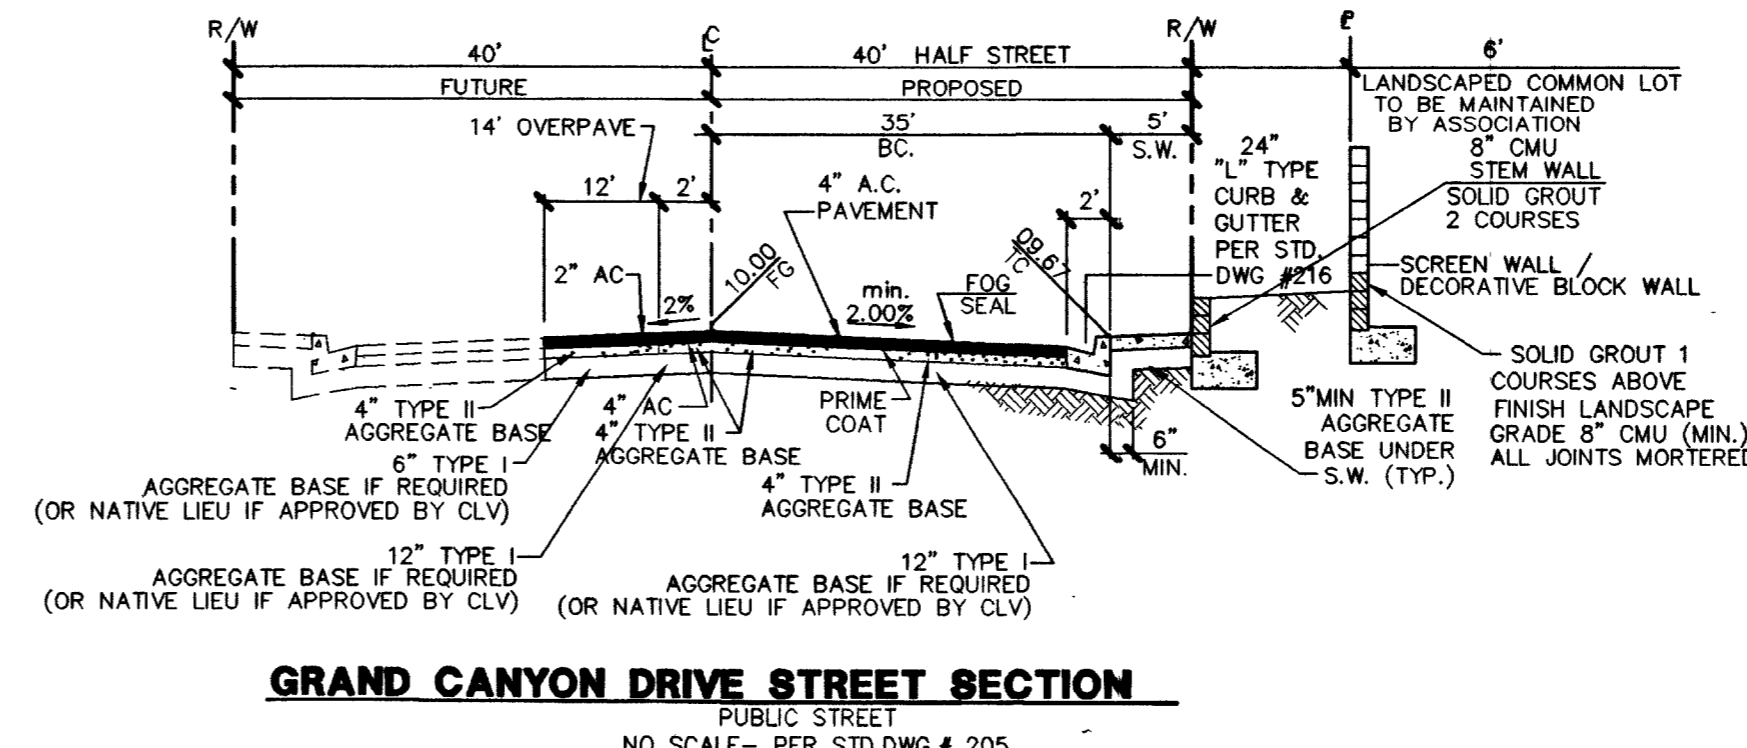 R/W
C L
R/W
P L
40'
40' HALF STREET
6'
FUTURE
PROPOSED
LANDSCAPED COMMON LOT
TO BE MAINTAINED
BY ASSOCIATION
14' OVERPAVE
35'
BC.
5'
S.W.
24"
"L" TYPE
CURB &
GUTTER
PER STD.
DWG #216
8" CMU
STEM WALL
SOLID GROUT
2 COURSES
12'
2'
4" A.C.
PAVEMENT
2'
2" AC
10.00
FG
09.67
TC
2%
min.
2.00%
FOG
SEAL
SCREEN WALL /
DECORATIVE BLOCK WALL
4" TYPE II
AGGREGATE BASE
4" AC
4" TYPE II
AGGREGATE BASE
PRIME
COAT
6"
MIN.
5"MIN TYPE II
AGGREGATE
BASE UNDER
S.W. (TYP.)
SOLID GROUT 1
COURSES ABOVE
FINISH LANDSCAPE
GRADE 8" CMU (MIN.)
ALL JOINTS MORTERED
6" TYPE I
AGGREGATE BASE IF REQUIRED
(OR NATIVE LIEU IF APPROVED BY CLV)
4" TYPE II
AGGREGATE BASE
12" TYPE I
AGGREGATE BASE IF REQUIRED
(OR NATIVE LIEU IF APPROVED BY CLV)
12" TYPE I
AGGREGATE BASE IF REQUIRED
(OR NATIVE LIEU IF APPROVED BY CLV)
GRAND CANYON DRIVE STREET SECTION
PUBLIC STREET
NO SCALE- PER STD.DWG # 205